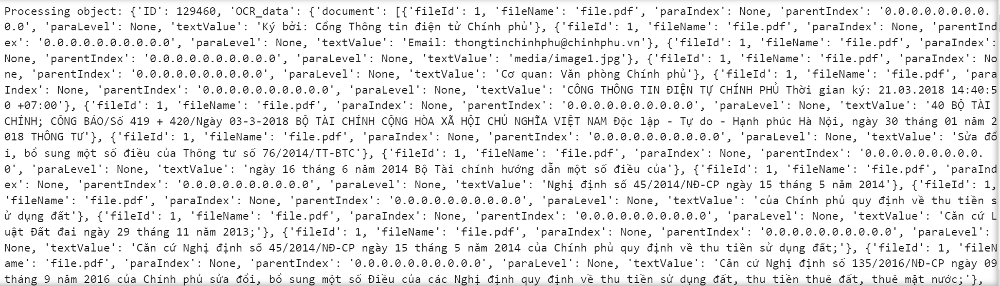 Processing object: {'ID': 129460, 'OCR_data': {'document': [{'fileId': 1, 'fileName': 'file.pdf', 'paraIndex': None, 'parentIndex': '0.0.0.0.0.0.0.0.
0.0', 'paraLevel': None, 'textValue': 'Ký bởi: Cổng Thông tin điện tử Chính phủ'}, {'fileId': 1, 'fileName': 'file.pdf', 'paraIndex': None, 'parentInd
ex': '0.0.0.0.0.0.0.0.0.0', 'paraLevel': None, 'textValue': 'Email: thongtinchinhphu@chinhphu.vn'}, {'fileId': 1, 'fileName': 'file.pdf', 'paraIndex':
None, 'parentIndex': '0.0.0.0.0.0.0.0.0.0', 'paraLevel': None, 'textValue': 'media/image1.jpg'}, {'fileId': 1, 'fileName': 'file.pdf', 'paraIndex': No
ne, 'parentIndex': '0.0.0.0.0.0.0.0.0.0', 'paraLevel': None, 'textValue': 'Cơ quan: Văn phòng Chính phủ'}, {'fileId': 1, 'fileName': 'file.pdf', 'para
Index': None, 'parentIndex': '0.0.0.0.0.0.0.0.0.0', 'paraLevel': None, 'textValue': 'CÔNG THÔNG TIN ĐIỆN TỰ CHÍNH PHỦ Thời gian ký: 21.03.2018 14:40:5
0 +07:00'}, {'fileId': 1, 'fileName': 'file.pdf', 'paraIndex': None, 'parentIndex': '0.0.0.0.0.0.0.0.0.0', 'paraLevel': None, 'textValue': '40 BỘ TÀI
CHÍNH; CÔNG BÁO/Số 419 + 420/Ngày 03-3-2018 BỘ TÀI CHÍNH CỘNG HÒA XÃ HỘI CHỦ NGHĨA VIỆT NAM Độc lập - Tự do - Hạnh phúc Hà Nội, ngày 30 tháng 01 năm 2
018 THÔNG TƯ'}, {'fileId': 1, 'fileName': 'file.pdf', 'paraIndex': None, 'parentIndex': '0.0.0.0.0.0.0.0.0.0', 'paraLevel': None, 'textValue': 'Sửa đổ
i, bổ sung một số điều của Thông tư số 76/2014/TT-BTC'}, {'fileId': 1, 'fileName': 'file.pdf', 'paraIndex': None, 'parentIndex': '0.0.0.0.0.0.0.0.0.
0', 'paraLevel': None, 'textValue': 'ngày 16 tháng 6 năm 2014 Bộ Tài chính hướng dẫn một số điều của'}, {'fileId': 1, 'fileName': 'file.pdf', 'paraInd
ex': None, 'parentIndex': '0.0.0.0.0.0.0.0.0.0', 'paraLevel': None, 'textValue': 'Nghị định số 45/2014/NĐ-CP ngày 15 tháng 5 năm 2014'}, {'fileId': 1,
'fileName': 'file.pdf', 'paraIndex': None, 'parentIndex': '0.0.0.0.0.0.0.0.0.0', 'paraLevel': None, 'textValue': 'của Chính phủ quy định về thu tiền s
ử dụng đất'}, {'fileId': 1, 'fileName': 'file.pdf', 'paraIndex': None, 'parentIndex': '0.0.0.0.0.0.0.0.0.0', 'paraLevel': None, 'textValue': 'Căn cứ L
uật Đất đai ngày 29 tháng 11 năm 2013;'}, {'fileId': 1, 'fileName': 'file.pdf', 'paraIndex': None, 'parentIndex': '0.0.0.0.0.0.0.0.0.0', 'paraLevel':
None, 'textValue': 'Căn cứ Nghị định số 45/2014/NĐ-CP ngày 15 tháng 5 năm 2014 của Chính phủ quy định về thu tiền sử dụng đất;'}, {'fileId': 1, 'fileN
ame': 'file.pdf', 'paraIndex': None, 'parentIndex': '0.0.0.0.0.0.0.0.0.0', 'paraLevel': None, 'textValue': 'Căn cứ Nghị định số 135/2016/NĐ-CP ngày 09
tháng 9 năm 2016 của Chính phủ sửa đổi, bổ sung một số Điều của các Nghị định quy định về thu tiền sử dụng đất, thu tiền thuê đất, thuê mặt nước;'},